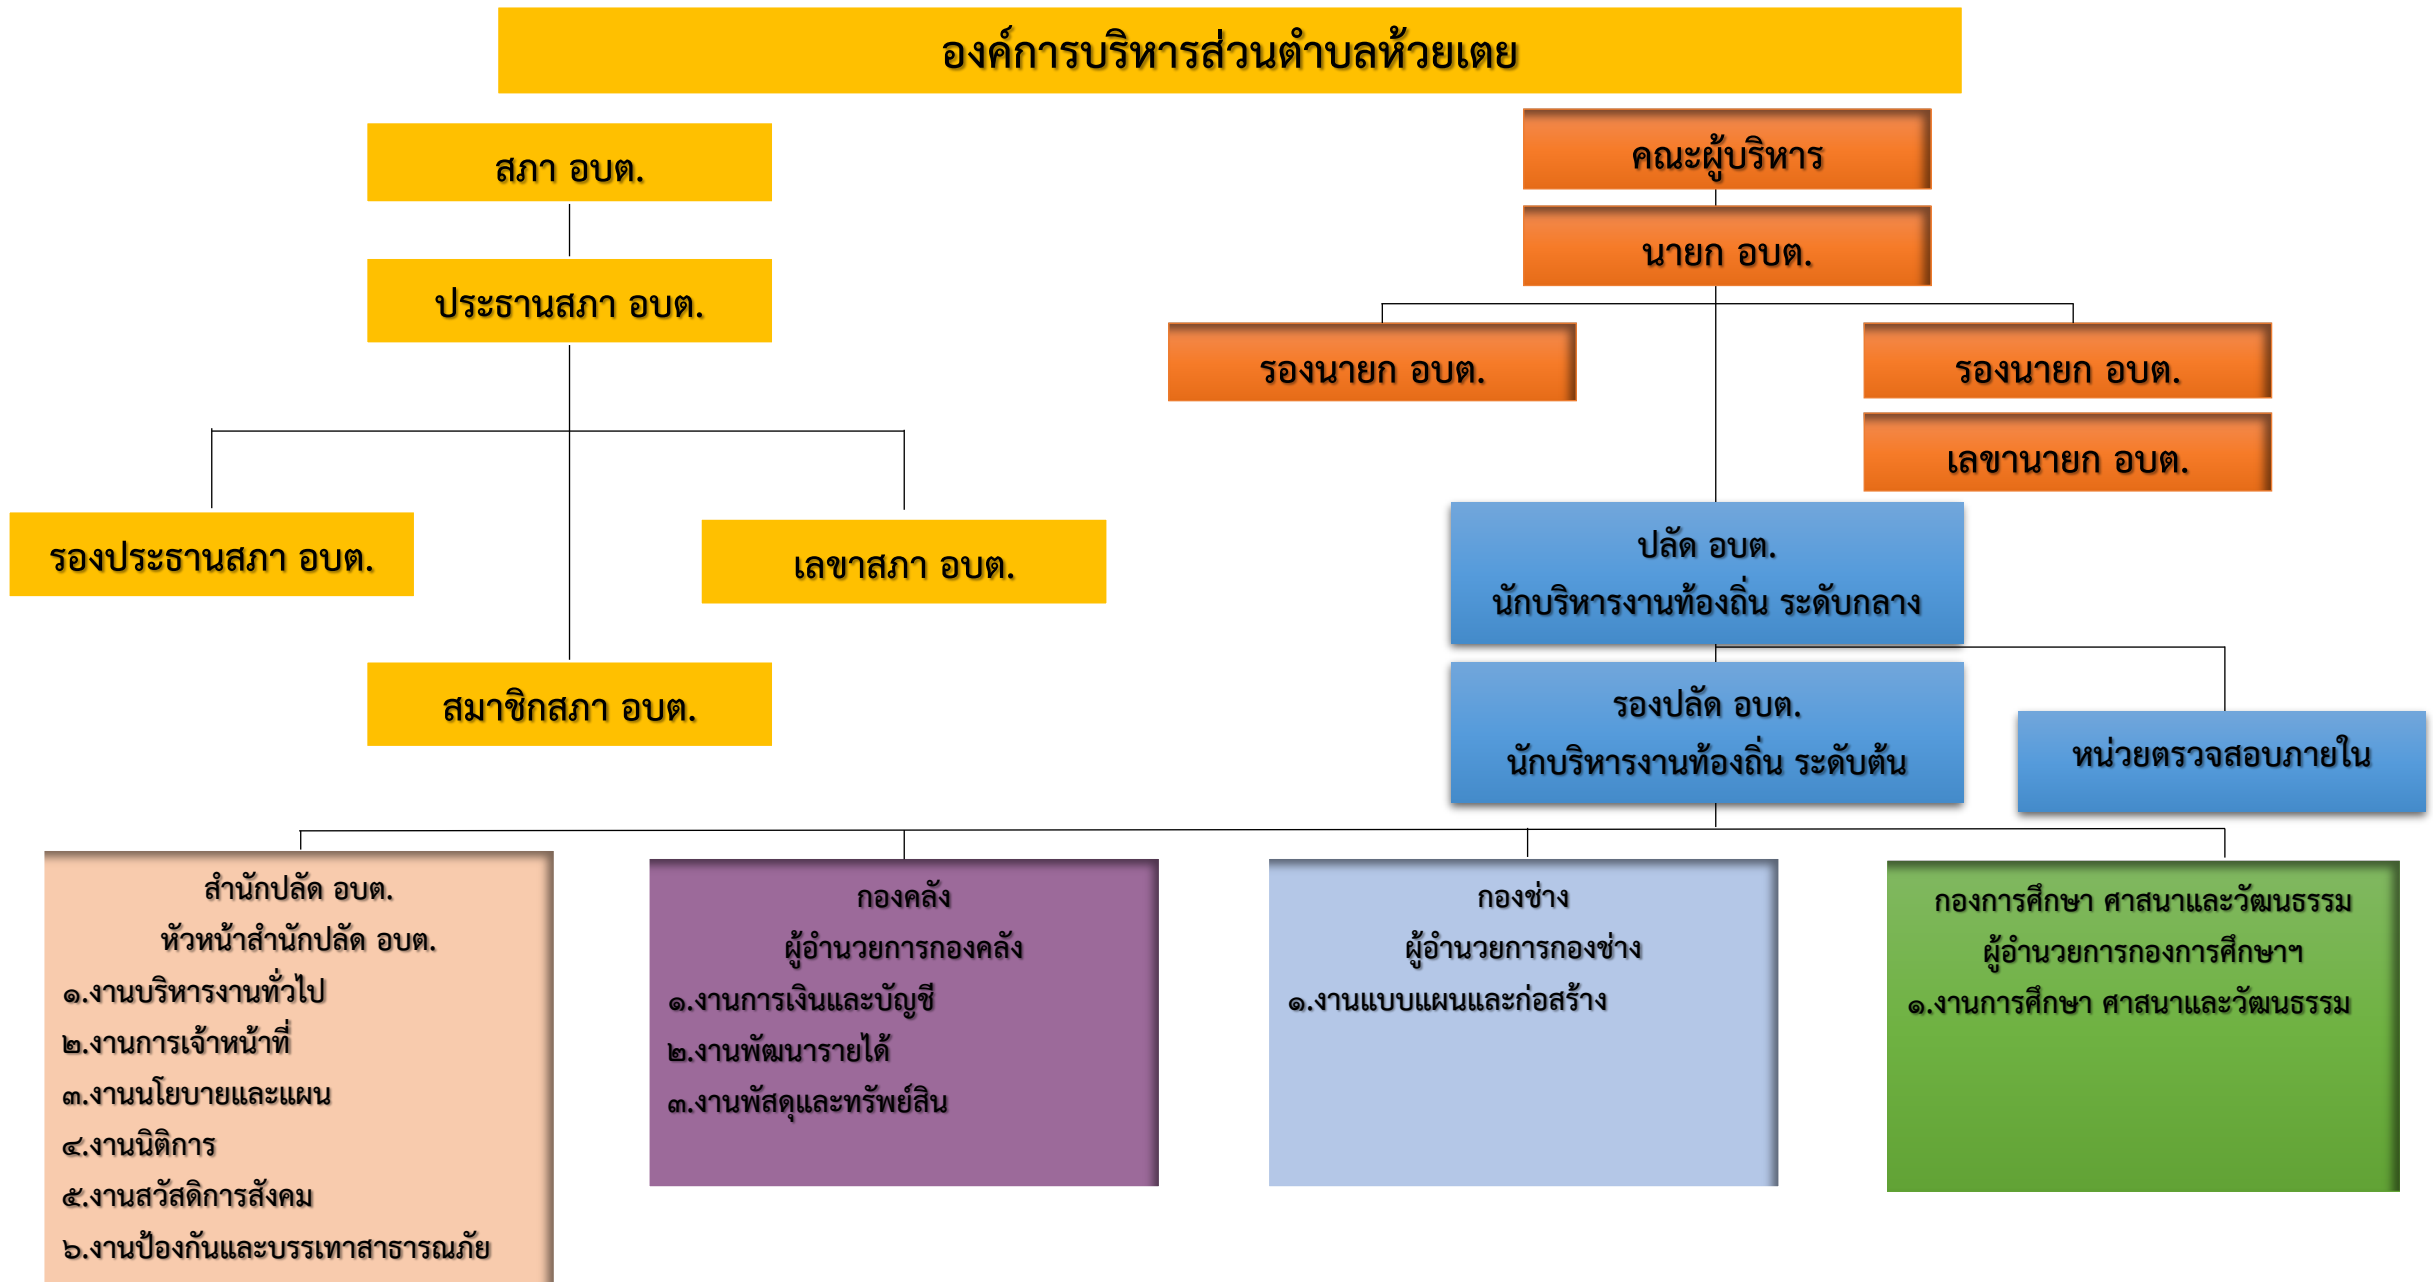 องค์การบริหารส่วนตำบลห้วยเตย
สภา อบต.
ประธานสภา อบต.
รองประธานสภา อบต.
เลขาสภา อบต.
สมาชิกสภา อบต.
คณะผู้บริหาร
นายก อบต.
รองนายก อบต.
รองนายก อบต.
เลขานายก อบต.
ปลัด อบต.
นักบริหารงานท้องถิ่น ระดับกลาง
รองปลัด อบต.
นักบริหารงานท้องถิ่น ระดับต้น
หน่วยตรวจสอบภายใน
สำนักปลัด อบต.
หัวหน้าสำนักปลัด อบต.
๑.งานบริหารงานทั่วไป
๒.งานการเจ้าหน้าที่
๓.งานนโยบายและแผน
๔.งานนิติการ
๕.งานสวัสดิการสังคม
๖.งานป้องกันและบรรเทาสาธารณภัย
กองคลัง
ผู้อำนวยการกองคลัง
๑.งานการเงินและบัญชี
๒.งานพัฒนารายได้
๓.งานพัสดุและทรัพย์สิน
กองช่าง
ผู้อำนวยการกองช่าง
๑.งานแบบแผนและก่อสร้าง
กองการศึกษา ศาสนาและวัฒนธรรม
ผู้อำนวยการกองการศึกษาฯ
๑.งานการศึกษา ศาสนาและวัฒนธรรม